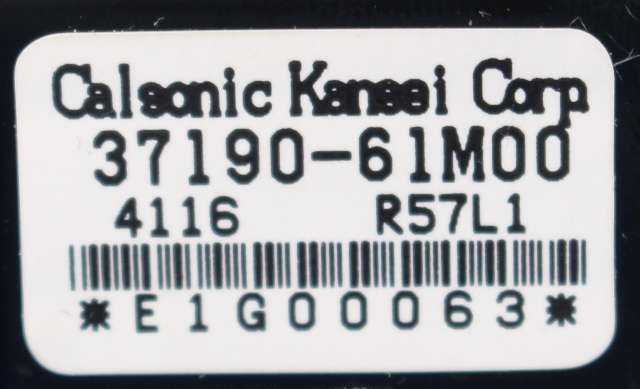 Calsonic Kansei Corp
37190-61M00
4116 R57L1
*E1G00063*